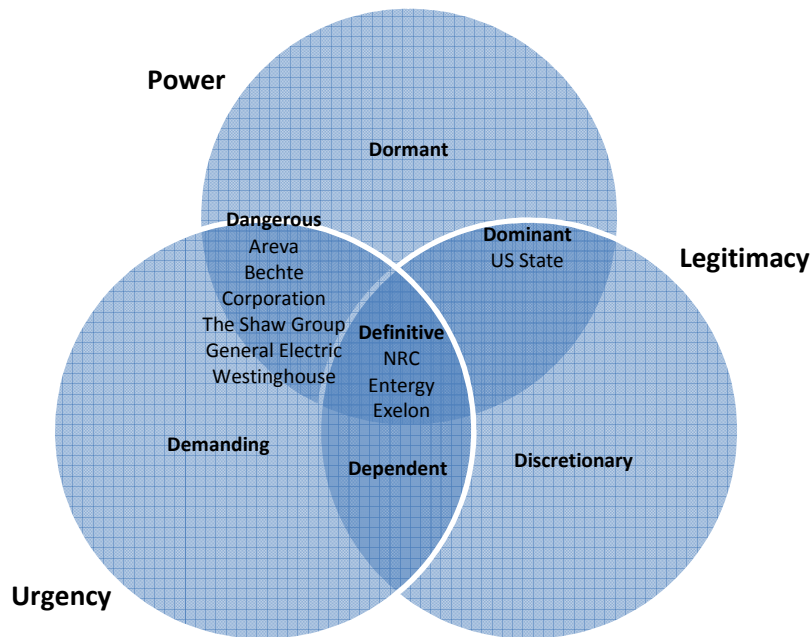 Power
Dormant
Dangerous
Areva
Bechte
Corporation
The Shaw Group
General Electric
Westinghouse
Dominant
US State
Legitimacy
Definitive
NRC
Entergy
Exelon
Demanding
Dependent
Discretionary
Urgency